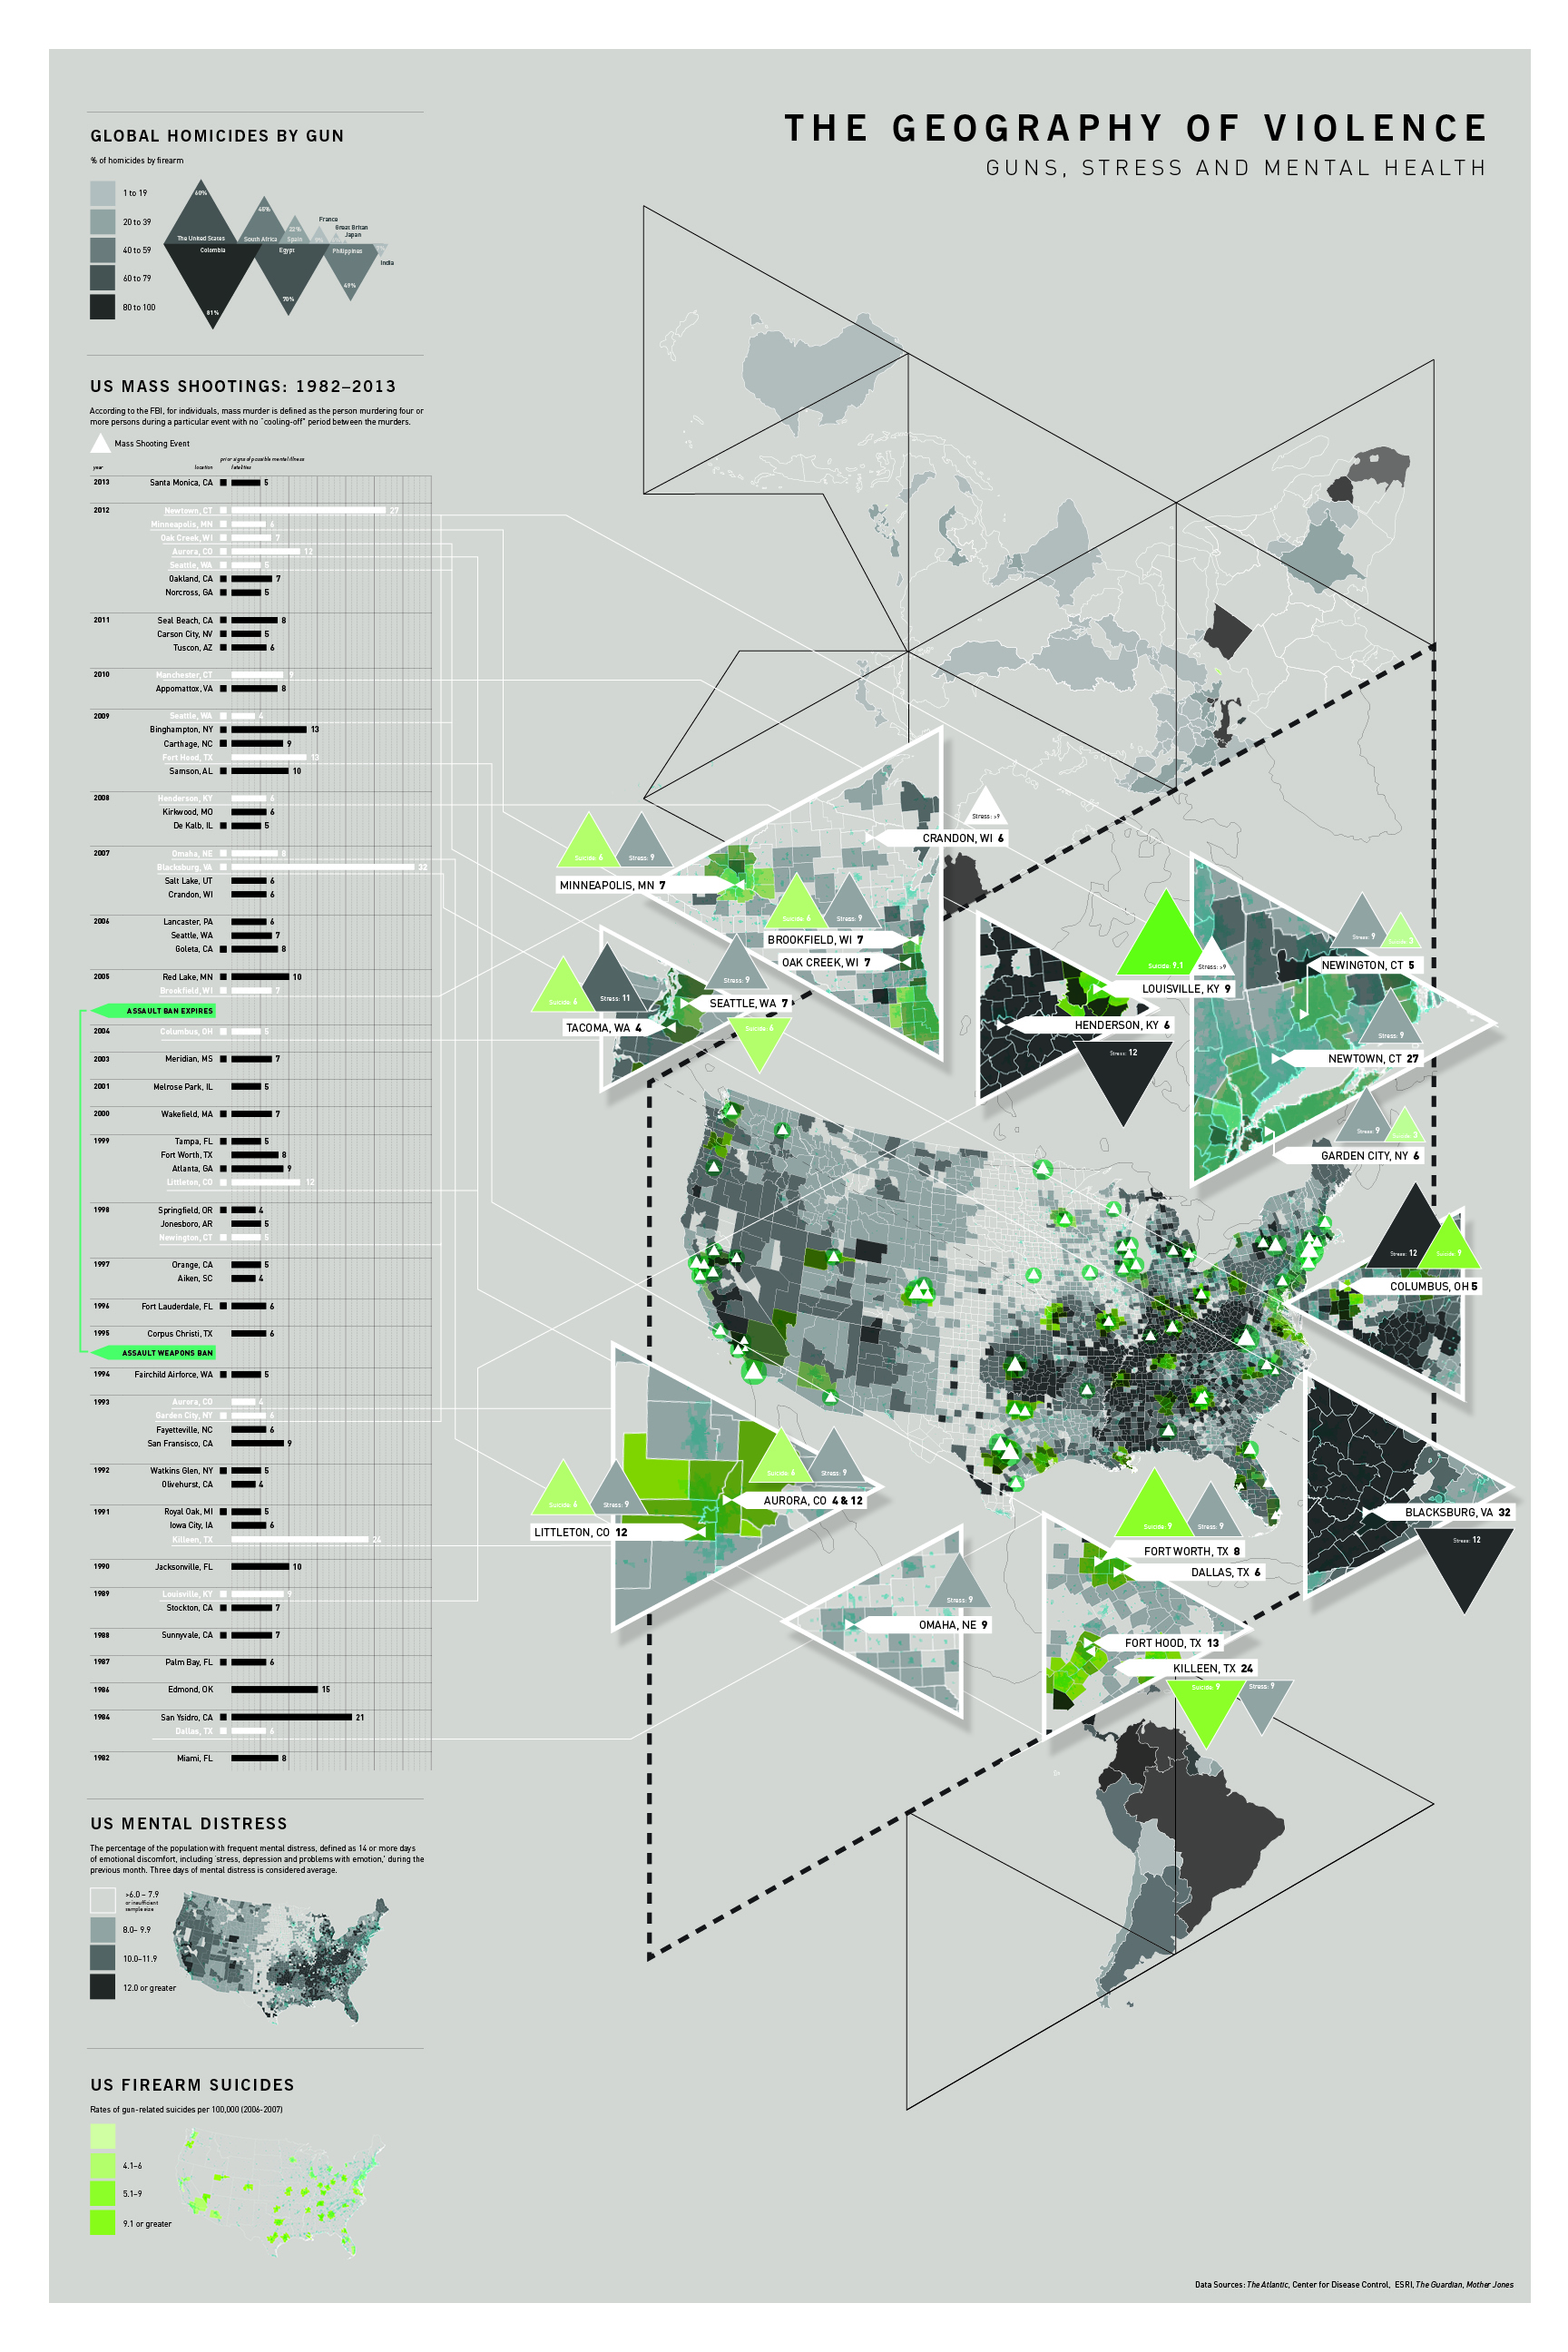 THE GEOGRAPHY OF VIOLENCE
GUNS, STRESS AND MENTAL HEALTH
GLOBAL HOMICIDES BY GUN
% of homicides by firearm
1 to 19
20 to 39
40 to 59
60 to 79
80 to 100
60%
The United States
Colombia
81%
South Africa
Egypt
70%
22%
Spain
France
Great Britan
Japan
Philippines
49%
India
US MASS SHOOTINGS: 1982–2013
According to the FBI, for individuals, mass murder is defined as the person murdering four or
more persons during a particular event with no "cooling-off" period between the murders.
Mass Shooting Event
prior signs of possible mental illness
year location fatalities
2013 Santa Monica, CA 5
2012 Newtown, CT 27
Minneapolis, MN 6
Oak Creek, WI 7
Aurora, CO 12
Seattle, WA 5
Oakland, CA 7
Norcross, GA 5
2011 Seal Beach, CA 8
Carson City, NV 5
Tuscon, AZ 6
2010 Manchester, CT 9
Appomattox, VA 8
2009 Seattle, WA 4
Binghampton, NY 13
Carthage, NC 9
Fort Hood, TX 13
Samson, AL 10
2008 Henderson, KY 6
Kirkwood, MO 6
De Kalb, IL 5
2007 Omaha, NE 8
Blacksburg, VA 32
Salt Lake, UT 6
Crandon, WI 6
2006 Lancaster, PA 6
Seattle, WA 7
Goleta, CA 8
2005 Red Lake, MN 10
Brookfield, WI 7
ASSAULT BAN EXPIRES
2004 Columbus, OH 5
2003 Meridian, MS 7
2001 Melrose Park, IL 5
2000 Wakefield, MA 7
1999 Tampa, FL 5
Fort Worth, TX 8
Atlanta, GA 9
Littleton, CO 12
1998 Springfield, OR 4
Jonesboro, AR 5
Newington, CT 5
1997 Orange, CA 5
Aiken, SC 4
1996 Fort Lauderdale, FL 6
1995 Corpus Christi, TX 6
ASSAULT WEAPONS BAN
1994 Fairchild Airforce, WA 5
1993 Aurora, CO 4
Garden City, NY 6
Fayetteville, NC 6
San Fransisco, CA 9
1992 Watkins Glen, NY 5
Olivehurst, CA 4
1991 Royal Oak, MI 5
Iowa City, IA 6
Killeen, TX 24
1990 Jacksonville, FL 10
1989 Louisville, KY 9
Stockton, CA 7
1988 Sunnyvale, CA 7
1987 Palm Bay, FL 6
1986 Edmond, OK 15
1984 San Ysidro, CA 21
Dallas, TX 6
1982 Miami, FL 8
US MENTAL DISTRESS
The percentage of the population with frequent mental distress, defined as 14 or more days
of emotional discomfort, including 'stress, depression and problems with emotion,' during the
previous month. Three days of mental distress is considered average.
>6.0 – 7.9
or insufficient
sample size
8.0– 9.9
10.0–11.9
12.0 or greater
US FIREARM SUICIDES
Rates of gun-related suicides per 100,000 (2006-2007)
4.1–6
5.1–9
9.1 or greater
Stress: >9
CRANDON, WI 6
Suicide: 6
Stress: 9
MINNEAPOLIS, MN 7
Suicide: 6
Stress: 9
BROOKFIELD, WI 7
OAK CREEK, WI 7
Suicide: 6
Stress: 11
Stress: 9
SEATTLE, WA 7
TACOMA, WA 4
Suicide: 6
Suicide: 9.1
Stress: >9
LOUISVILLE, KY 9
HENDERSON, KY 6
Stress: 12
Stress: 9
Suicide: 3
NEWINGTON, CT 5
Stress: 9
NEWTOWN, CT 27
Stress: 9
Suicide: 3
GARDEN CITY, NY 6
Stress: 12
Suicide: 9
COLUMBUS, OH 5
Suicide: 6
Stress: 9
AURORA, CO 4 & 12
Suicide: 6
Stress: 9
LITTLETON, CO 12
Stress: 9
OMAHA, NE 9
Suicide: 9
Stress: 9
FORT WORTH, TX 8
DALLAS, TX 6
FORT HOOD, TX 13
KILLEEN, TX 24
Suicide: 9
Stress: 9
BLACKSBURG, VA 32
Stress: 12
Data Sources: The Atlantic, Center for Disease Control, ESRI, The Guardian, Mother Jones